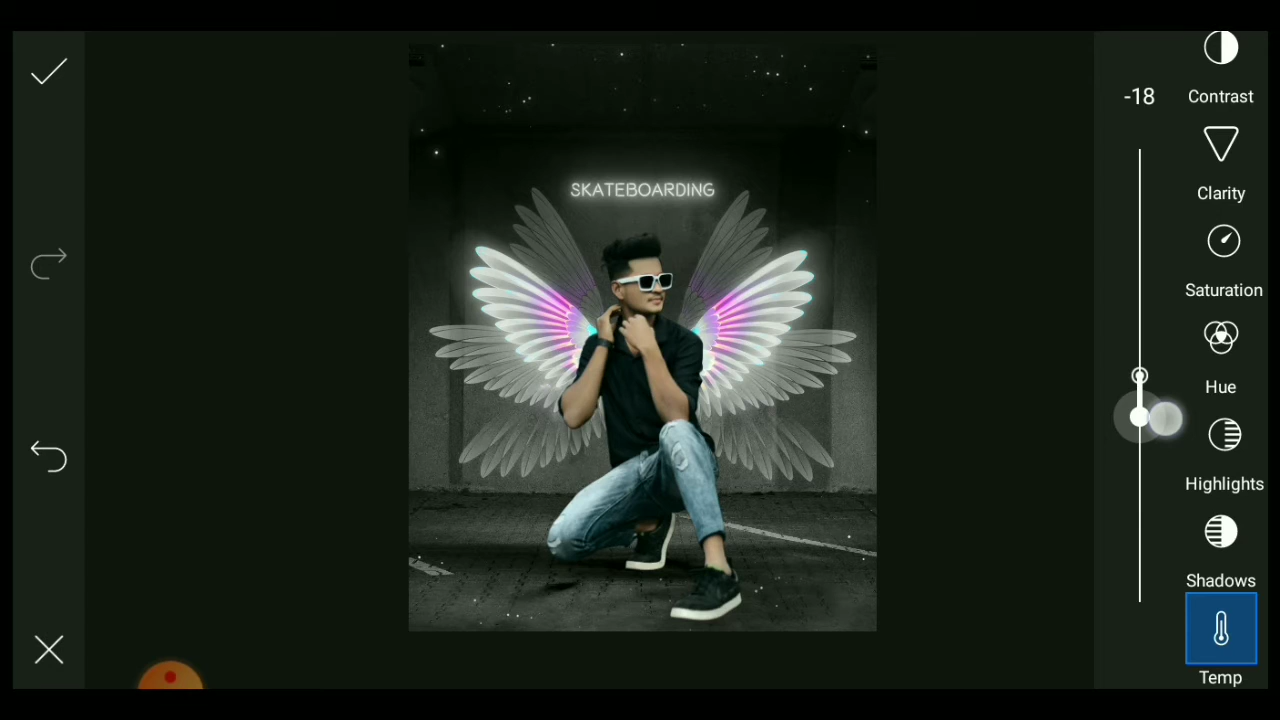 -18
Contrast
Clarity
SKATEBOARDING
Saturation
Hue
Highlights
Shadows
Temp